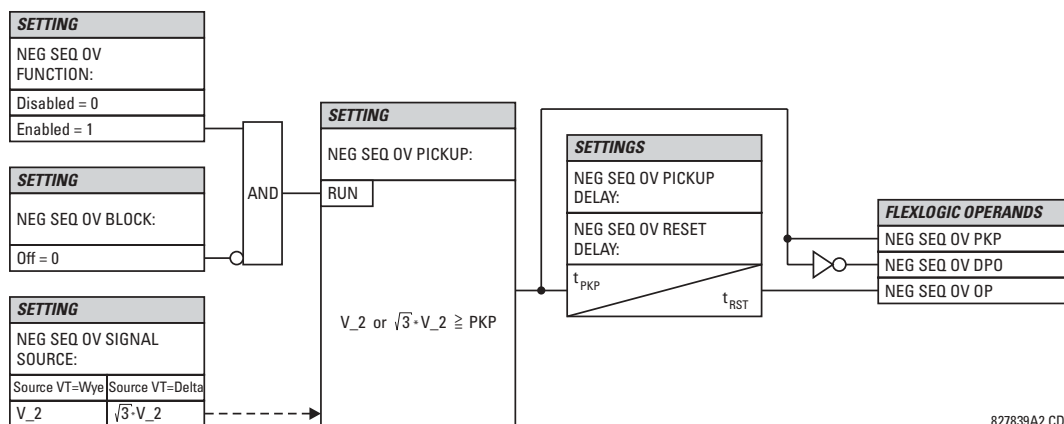 SETTING
NEG SEQ OV
FUNCTION:
Disabled = 0
Enabled = 1
SETTING
NEG SEQ OV BLOCK:
Off = 0
SETTING
NEG SEQ OV SIGNAL
SOURCE:
Source VT=Wye Source VT=Delta
V_2 √3*V_2
AND
SETTING
NEG SEQ OV PICKUP:
RUN
V_2 or √3*V_2 ≧ PKP
SETTINGS
NEG SEQ OV PICKUP
DELAY:
NEG SEQ OV RESET
DELAY:
tPKP
tRST
FLEXLOGIC OPERANDS
NEG SEQ OV PKP
NEG SEQ OV DPO
NEG SEQ OV OP
827839A2.CD